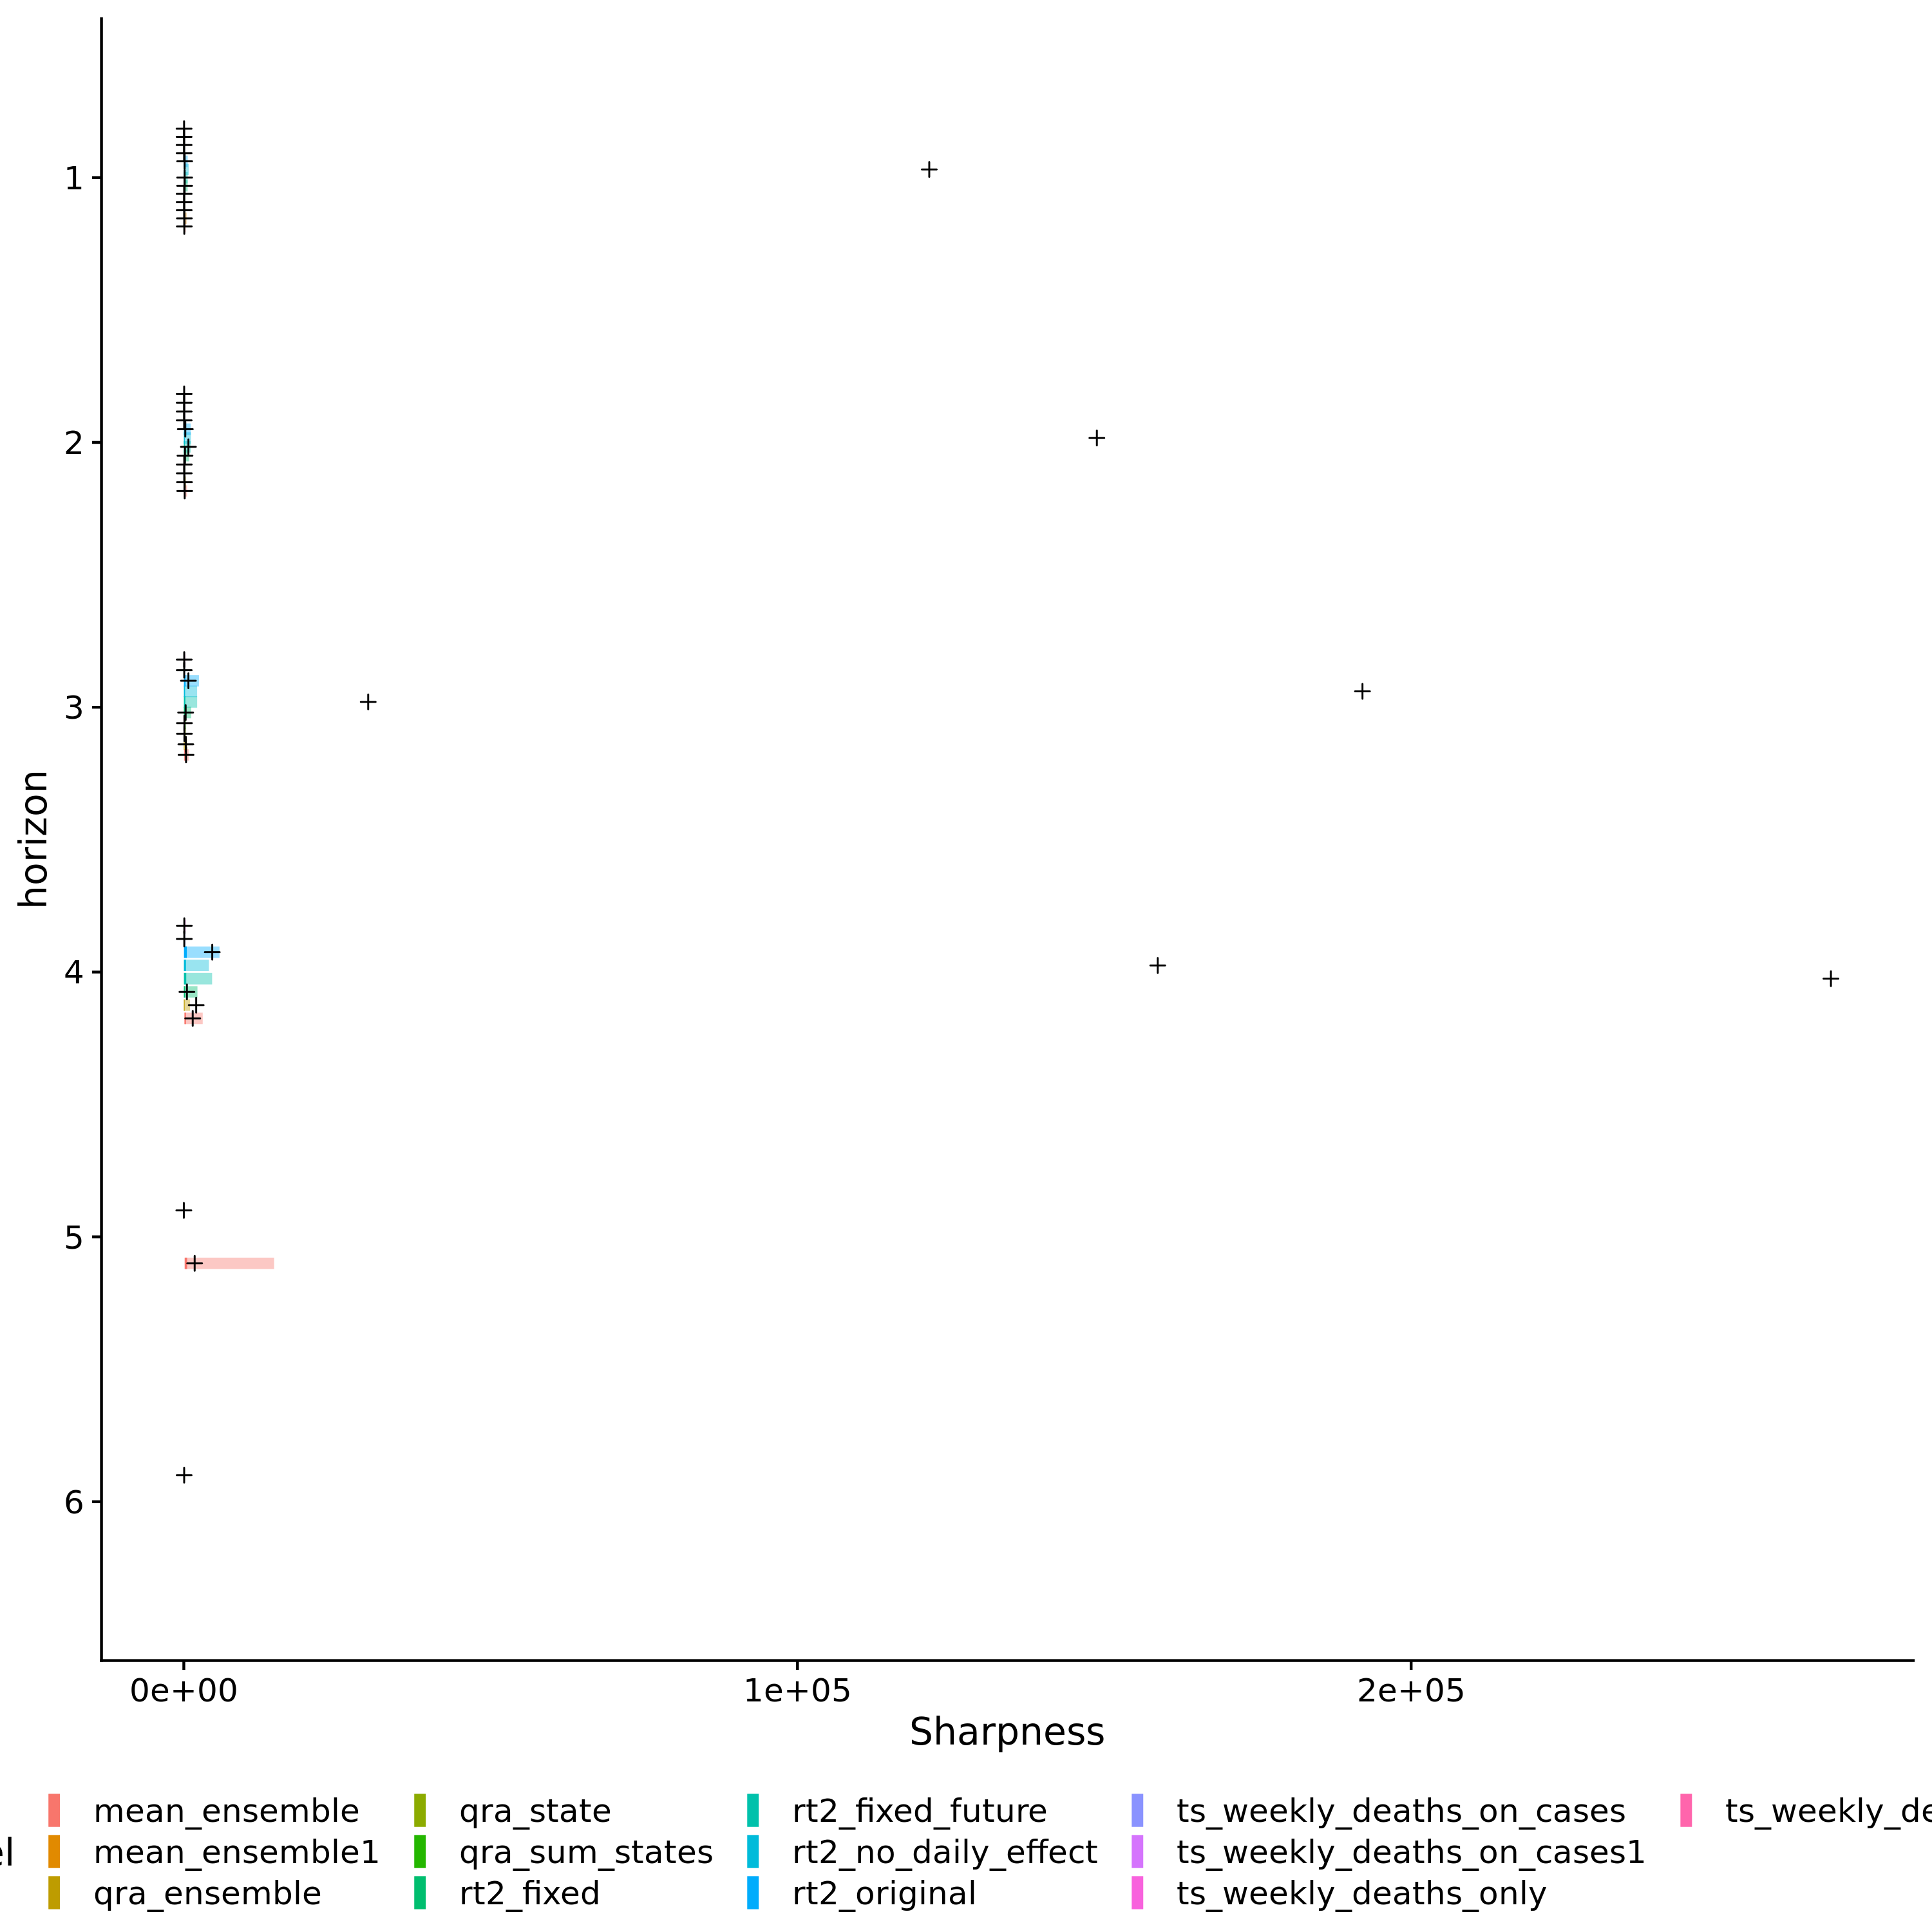 1
2
3
4
5
6
horizon
0e+00 1e+05 2e+05
Sharpness
mean_ensemble qra_state rt2_fixed_future ts_weekly_deaths_on_cases ts_weekly_de
mean_ensemble1 qra_sum_states rt2_no_daily_effect ts_weekly_deaths_on_cases1
qra_ensemble rt2_fixed rt2_original ts_weekly_deaths_only